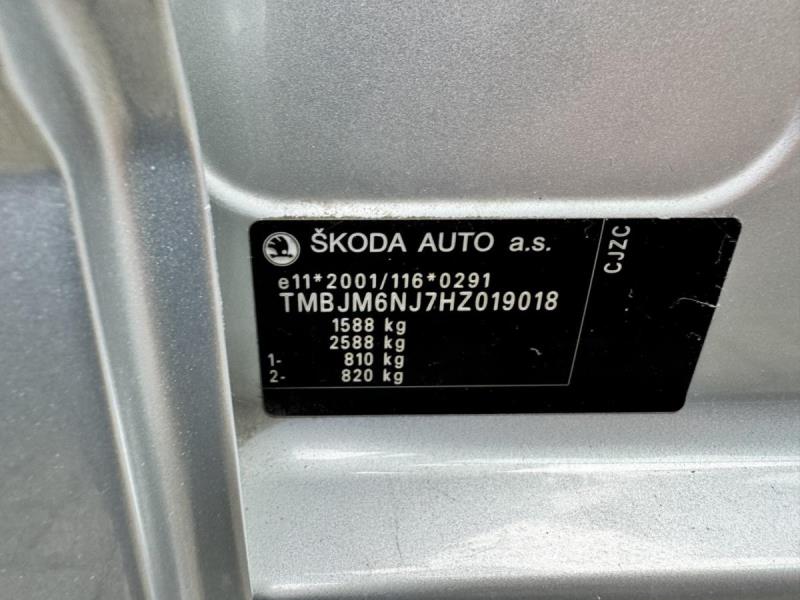 ŠKODA AUTO a.s.
e11*2001/116*0291
TMBJM6NJ7HZ019018
1588 kg
2588 kg
1- 810 kg
2- 820 kg
CJZC